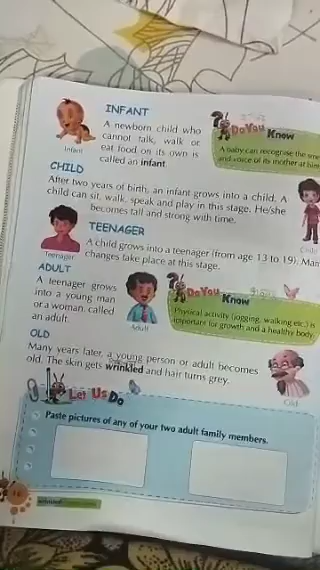 INFANT
A newborn child who
cannot talk, walk or
eat food on its own is
called an infant.
Infant
Do You Know
A baby can recognise the
and voice of its mother at
CHILD
After two years of birth, an infant grows into a child. A
child can sit, walk, speak and play in this stage. He/she
becomes tall and strong with time.
Child
TEENAGER
A child grows into a teenager (from age 13 to 19).
changes take place at this stage.
Teenager
ADULT
A teenager grows
into a young man
or a woman, called
an adult.
Adult
Do You Know
Physical activity (jogging, walking etc.) is
important for growth and a healthy body.
OLD
Many years later, a young person or adult becomes
old. The skin gets wrinkled and hair turns grey.
Old
Let Us Do
Paste pictures of any of your two adult family members.